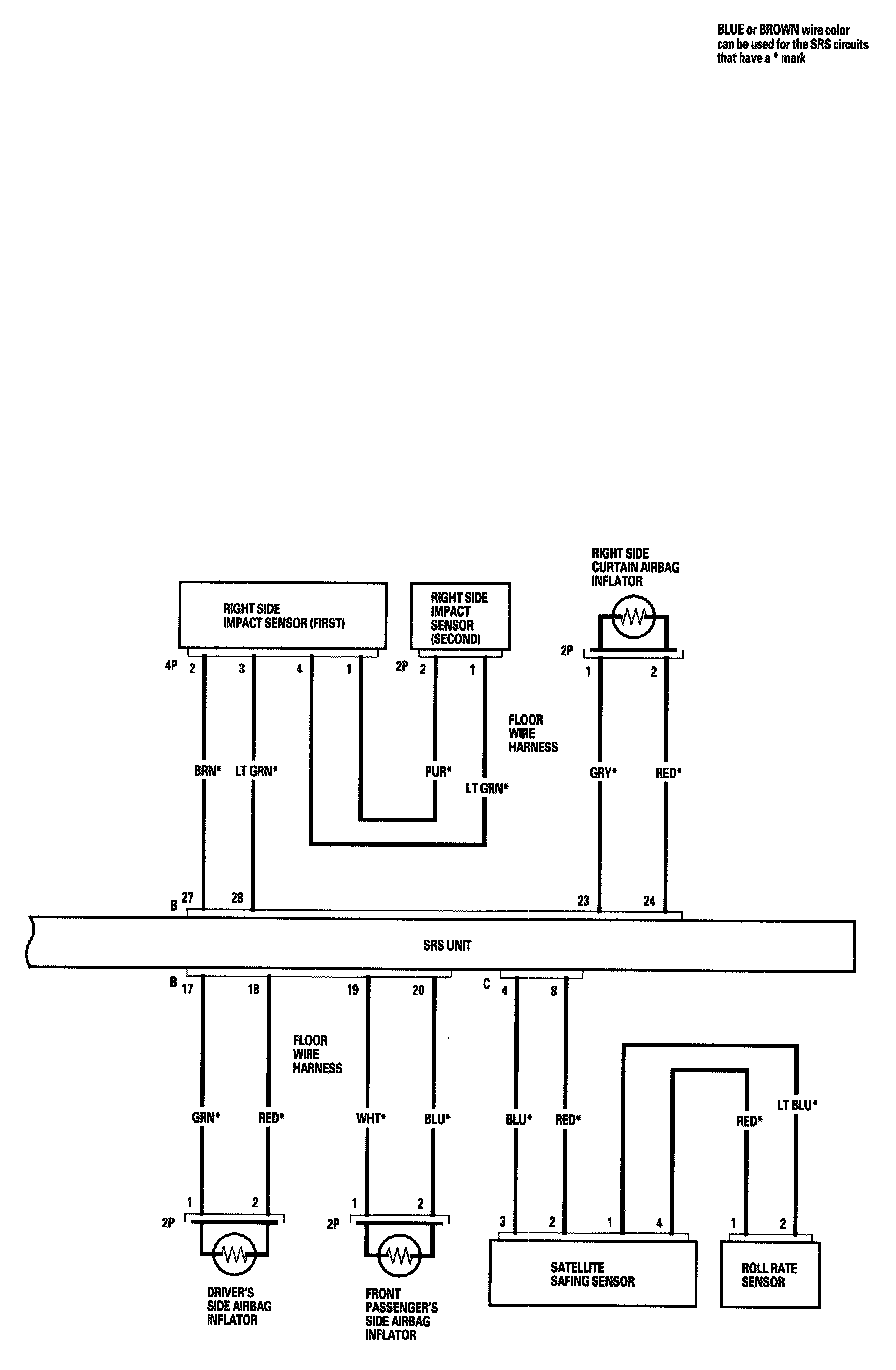 BLUE or BROWN wire color
can be used for the SRS circuits
that have a * mark
RIGHT SIDE
CURTAIN AIRBAG
INFLATOR
RIGHT SIDE
IMPACT SENSOR (FIRST)
RIGHT SIDE
IMPACT
SENSOR
(SECOND)
4P 2 3 4 1 2P 2 1 2P 1 2
FLOOR
WIRE
HARNESS
BRN* LT GRN* PUR* GRY* RED*
LT GRN*
B 27 28 23 24
SRS UNIT
B 17 18 19 20 C 4 8
FLOOR
WIRE
HARNESS
GRN* RED* WHT* BLU* BLU* RED* RED* LT BLU*
1 2 1 2 3 2 1 4 1 2
2P 2P
DRIVER'S
SIDE AIRBAG
INFLATOR
FRONT
PASSENGER'S
SIDE AIRBAG
INFLATOR
SATELLITE
SAFING SENSOR
ROLL RATE
SENSOR